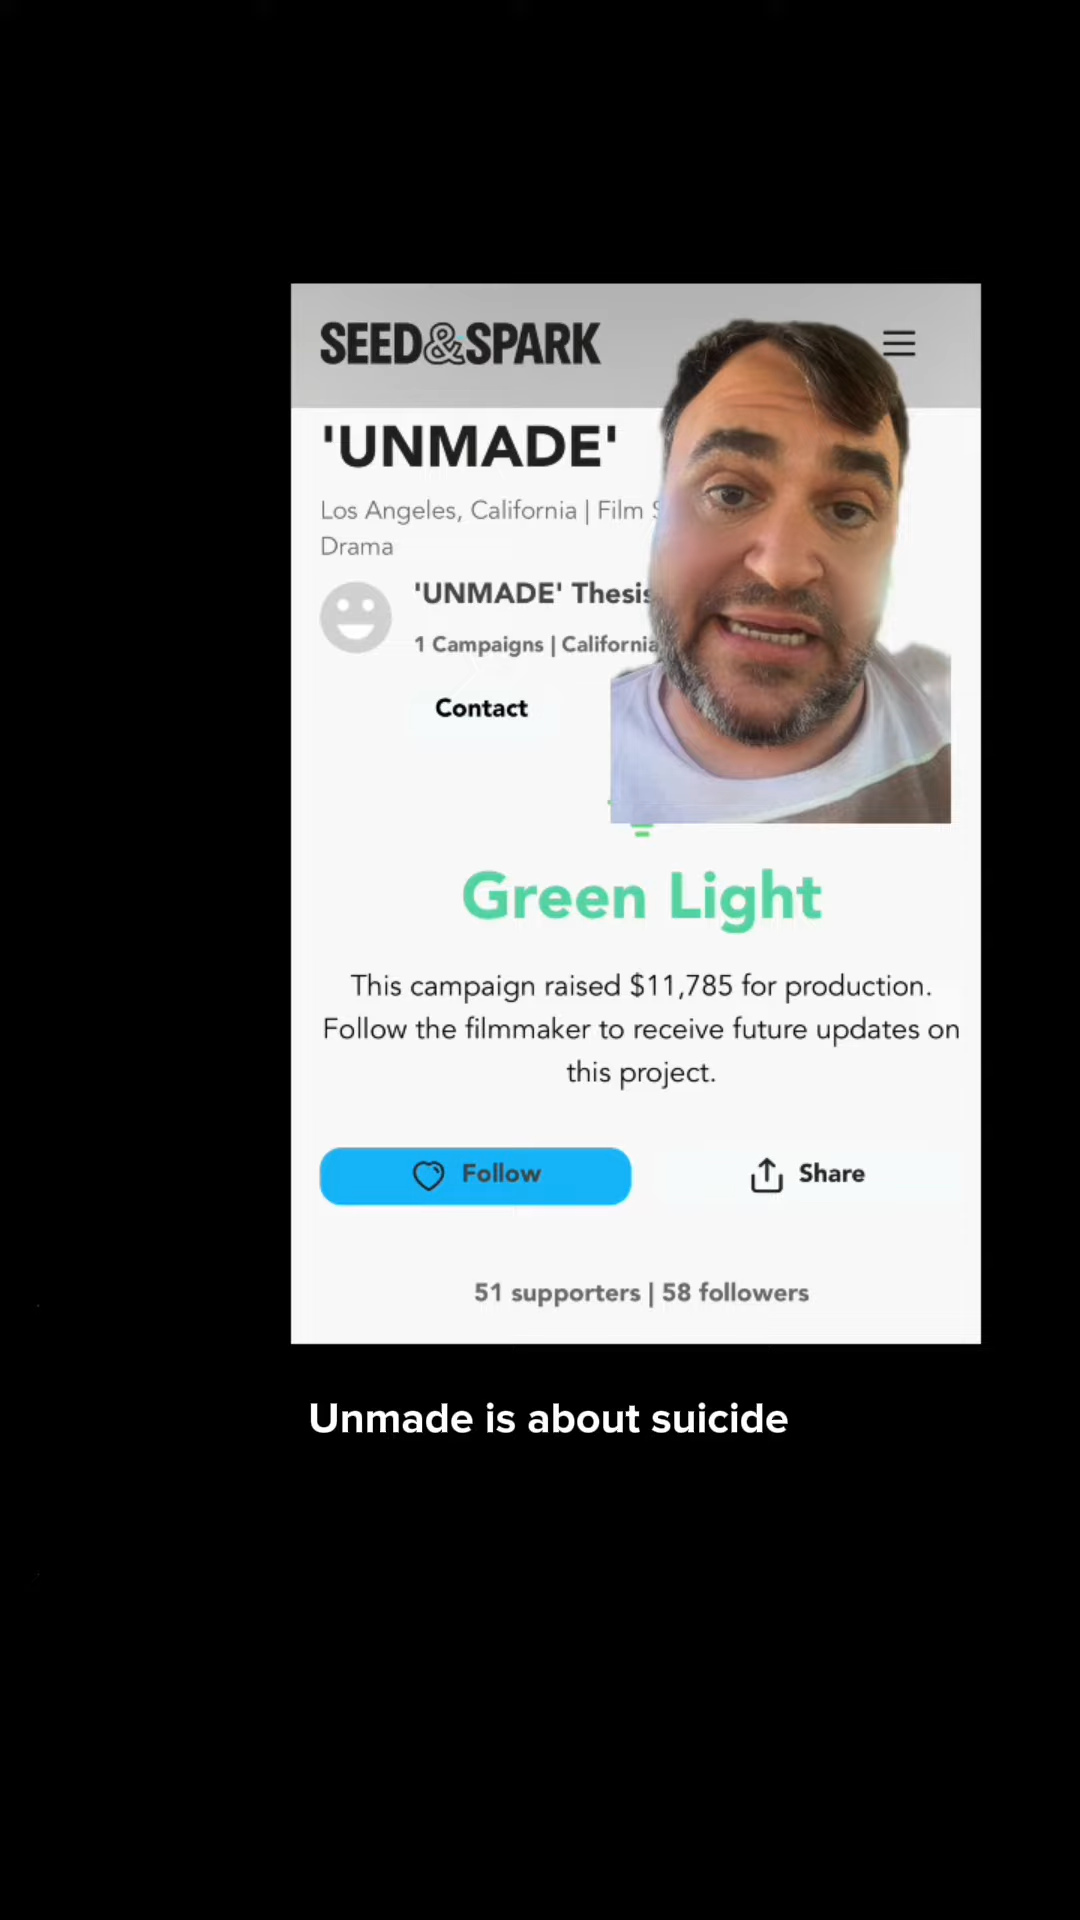 SEED&SPARK
'UNMADE'
Los Angeles, California | Film
Drama
'UNMADE' Thesis
1 Campaigns | California
Contact
Green Light
This campaign raised $11,785 for production.
Follow the filmmaker to receive future updates on
this project.
Follow
Share
51 supporters | 58 followers
Unmade is about suicide